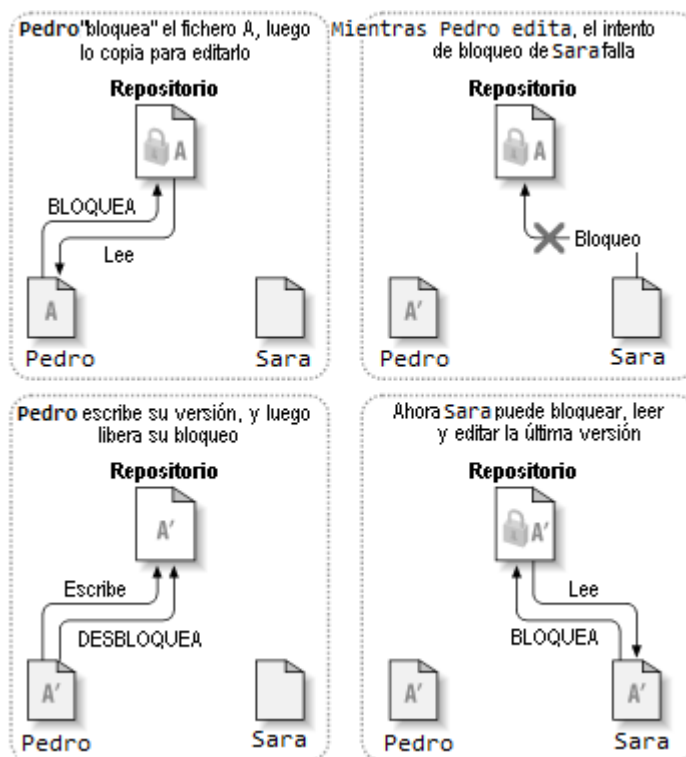 Pedro "bloquea" el fichero A, luego
lo copia para editarlo
Repositorio
A
BLOQUEA
Lee
A
Pedro
Sara
Mientras Pedro edita, el intento
de bloqueo de Sara falla
Repositorio
A
Bloqueo
A′
Pedro
Sara
Pedro escribe su versión, y luego
libera su bloqueo
Repositorio
A′
Escribe
DESBLOQUEA
A′
Pedro
Sara
Ahora Sara puede bloquear, leer
y editar la última versión
Repositorio
A′
Lee
BLOQUEA
A′
A′
Pedro
Sara